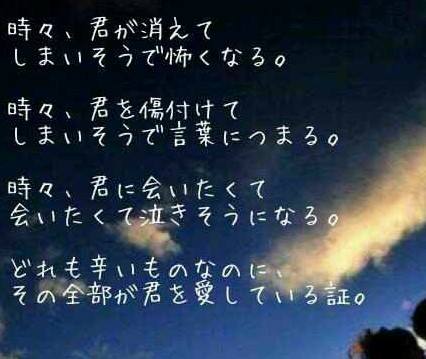 時々、君が消えて
しまいそうで怖くなる。
時々、君を傷付けて
しまいそうで言葉につまる。
時々、君に会いたくて
会いたくて泣きそうになる。
どれも辛いものなのに、
その全部が君を愛している証。